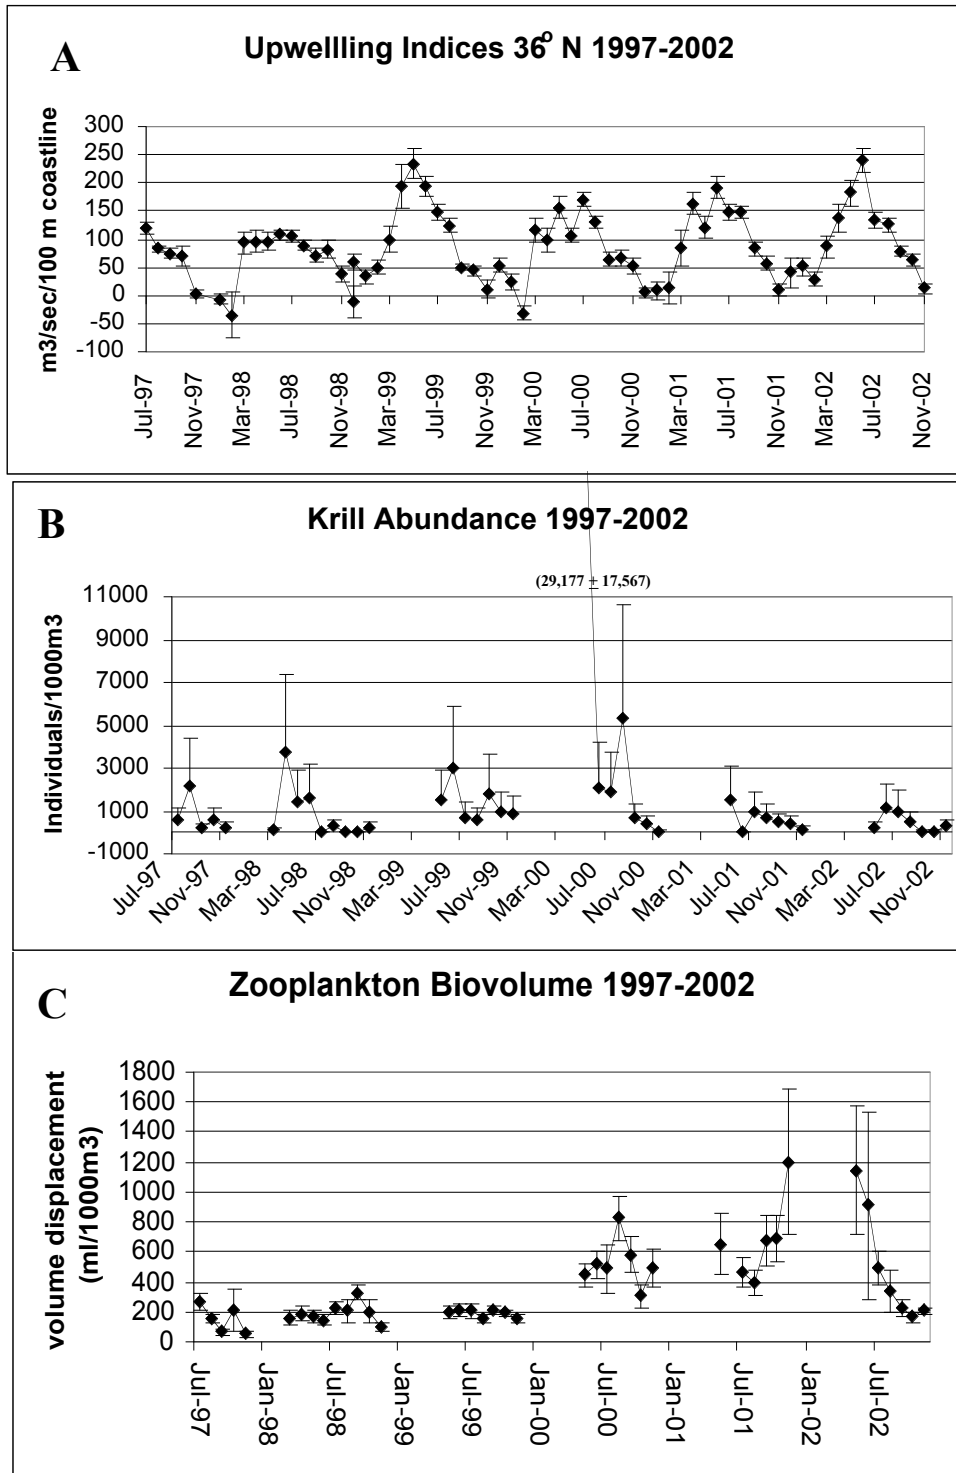 A
Upwellling Indices 36° N 1997-2002
m3/sec/100 m coastline
300
250
200
150
100
50
0
-50
-100
Jul-97
Nov-97
Mar-98
Jul-98
Nov-98
Mar-99
Jul-99
Nov-99
Mar-00
Jul-00
Nov-00
Mar-01
Jul-01
Nov-01
Mar-02
Jul-02
Nov-02
B
Krill Abundance 1997-2002
(29,177 ± 17,567)
Individuals/1000m3
11000
9000
7000
5000
3000
1000
-1000
Jul-97
Nov-97
Mar-98
Jul-98
Nov-98
Mar-99
Jul-99
Nov-99
Mar-00
Jul-00
Nov-00
Mar-01
Jul-01
Nov-01
Mar-02
Jul-02
Nov-02
C
Zooplankton Biovolume 1997-2002
volume displacement
(ml/1000m3)
1800
1600
1400
1200
1000
800
600
400
200
0
Jul-97
Jan-98
Jul-98
Jan-99
Jul-99
Jan-00
Jul-00
Jan-01
Jul-01
Jan-02
Jul-02